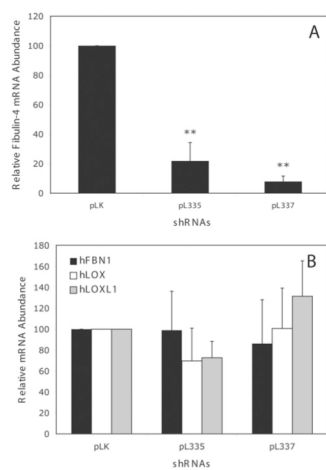 A
Relative Fibulin-4 mRNA Abundance
120
100
80
60
40
20
0
**
**
pLK
pL335
pL337
shRNAs
B
hFBN1
hLOX
hLOXL1
Relative mRNA Abundance
180
160
140
120
100
80
60
40
20
0
pLK
pL335
pL337
shRNAs